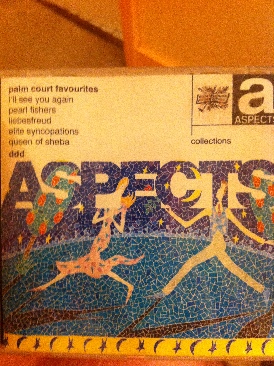 palm court favourites
i'll see you again
pearl fishers
liebesfreud
elite syncopations
queen of sheba
ddd
a
ASPECTS
collections
ASPECTS